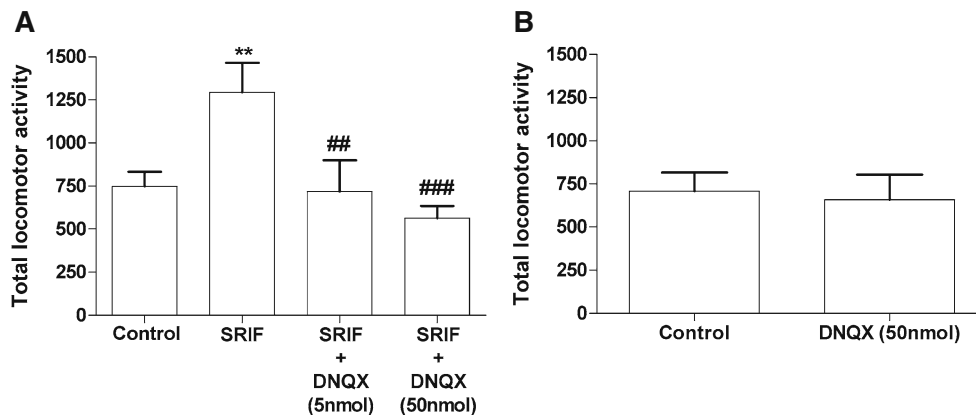 A
Total locomotor activity
1500
1250
1000
750
500
250
0
**
##
###
Control
SRIF
SRIF
+
DNQX
(5nmol)
SRIF
+
DNQX
(50nmol)
B
Total locomotor activity
1500
1250
1000
750
500
250
0
Control
DNQX (50nmol)